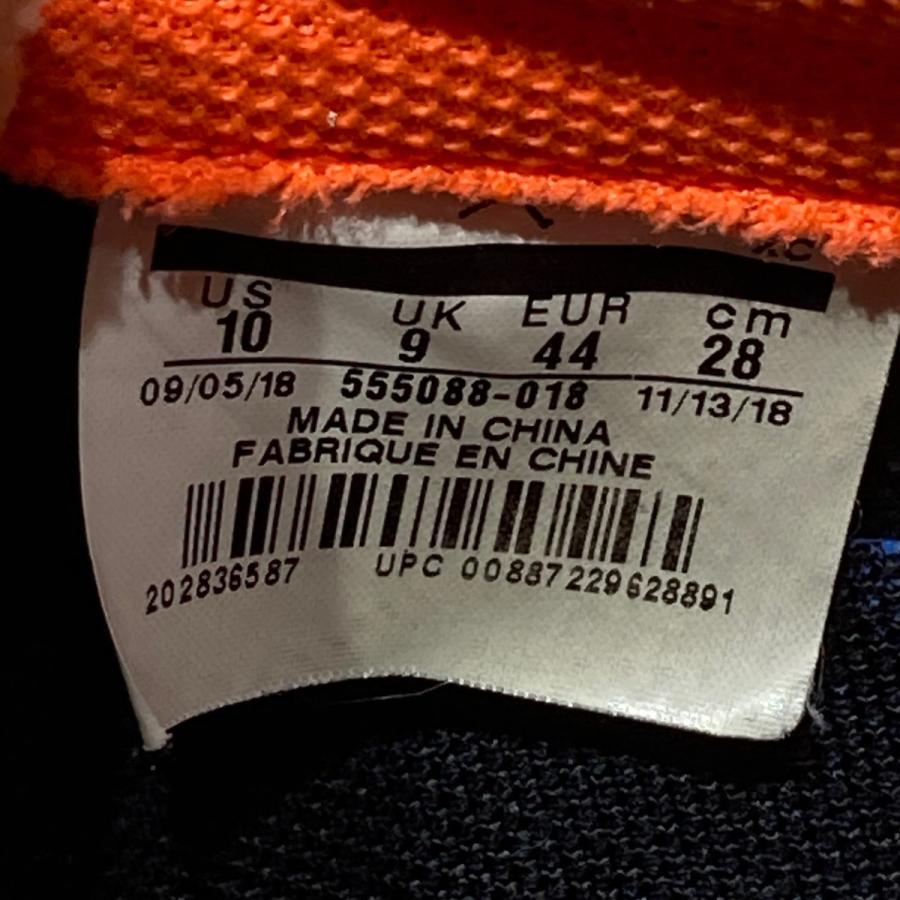 XC
US UK EUR cm
10 9 44 28
09/05/18 555088-018 11/13/18
MADE IN CHINA
FABRIQUE EN CHINE
202836587 UPC 00887229628891